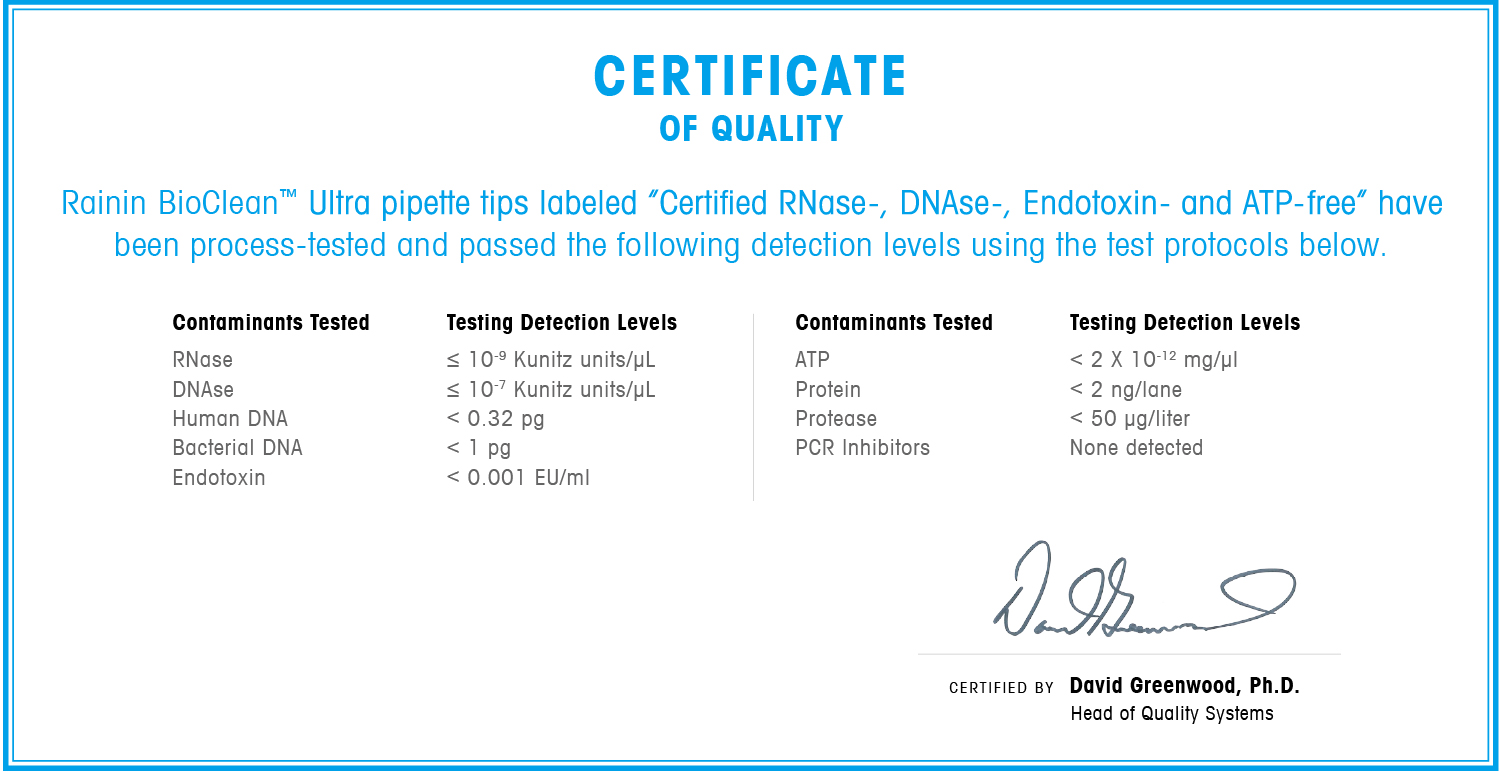 CERTIFICATE
OF QUALITY
Rainin BioClean™ Ultra pipette tips labeled “Certified RNase-, DNAse-, Endotoxin- and ATP-free” have
been process-tested and passed the following detection levels using the test protocols below.
Contaminants Tested Testing Detection Levels
RNase ≤ 10⁻⁹ Kunitz units/µL
DNAse ≤ 10⁻⁷ Kunitz units/µL
Human DNA < 0.32 pg
Bacterial DNA < 1 pg
Endotoxin < 0.001 EU/ml
Contaminants Tested Testing Detection Levels
ATP < 2 X 10⁻¹² mg/µl
Protein < 2 ng/lane
Protease < 50 µg/liter
PCR Inhibitors None detected
CERTIFIED BY David Greenwood, Ph.D.
Head of Quality Systems